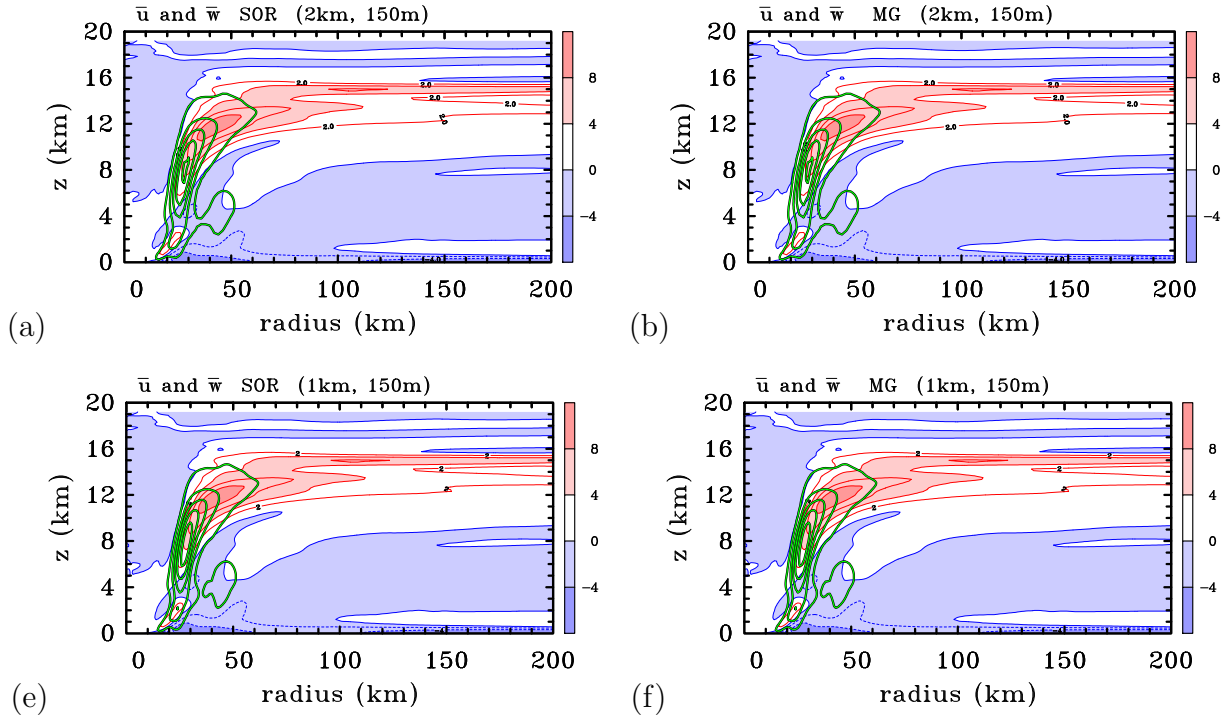 u̅ and w̅ SOR (2km, 150m)
u̅ and w̅ MG (2km, 150m)
20
16
12
8
4
0
z (km)
2.0
2.0
2.0
2.0
2.0
8
4
0
−4
0 50 100 150 200
radius (km)
(a)
20
16
12
8
4
0
z (km)
2.0
2.0
2.0
2.0
2.0
8
4
0
−4
0 50 100 150 200
radius (km)
(b)
u̅ and w̅ SOR (1km, 150m)
u̅ and w̅ MG (1km, 150m)
20
16
12
8
4
0
z (km)
2
2
2
2
8
4
0
−4
0 50 100 150 200
radius (km)
(e)
20
16
12
8
4
0
z (km)
2
2
2
2
8
4
0
−4
0 50 100 150 200
radius (km)
(f)